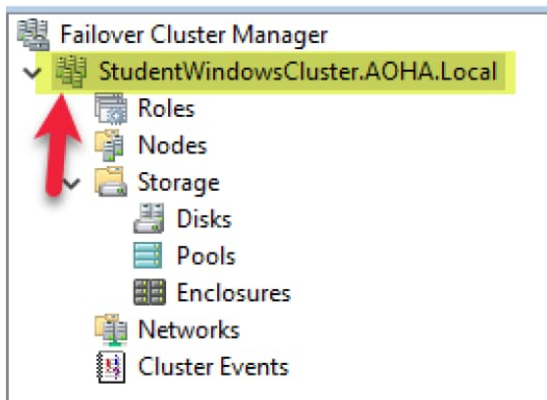 Failover Cluster Manager
StudentWindowsCluster.AOHA.Local
Roles
Nodes
Storage
Disks
Pools
Enclosures
Networks
Cluster Events